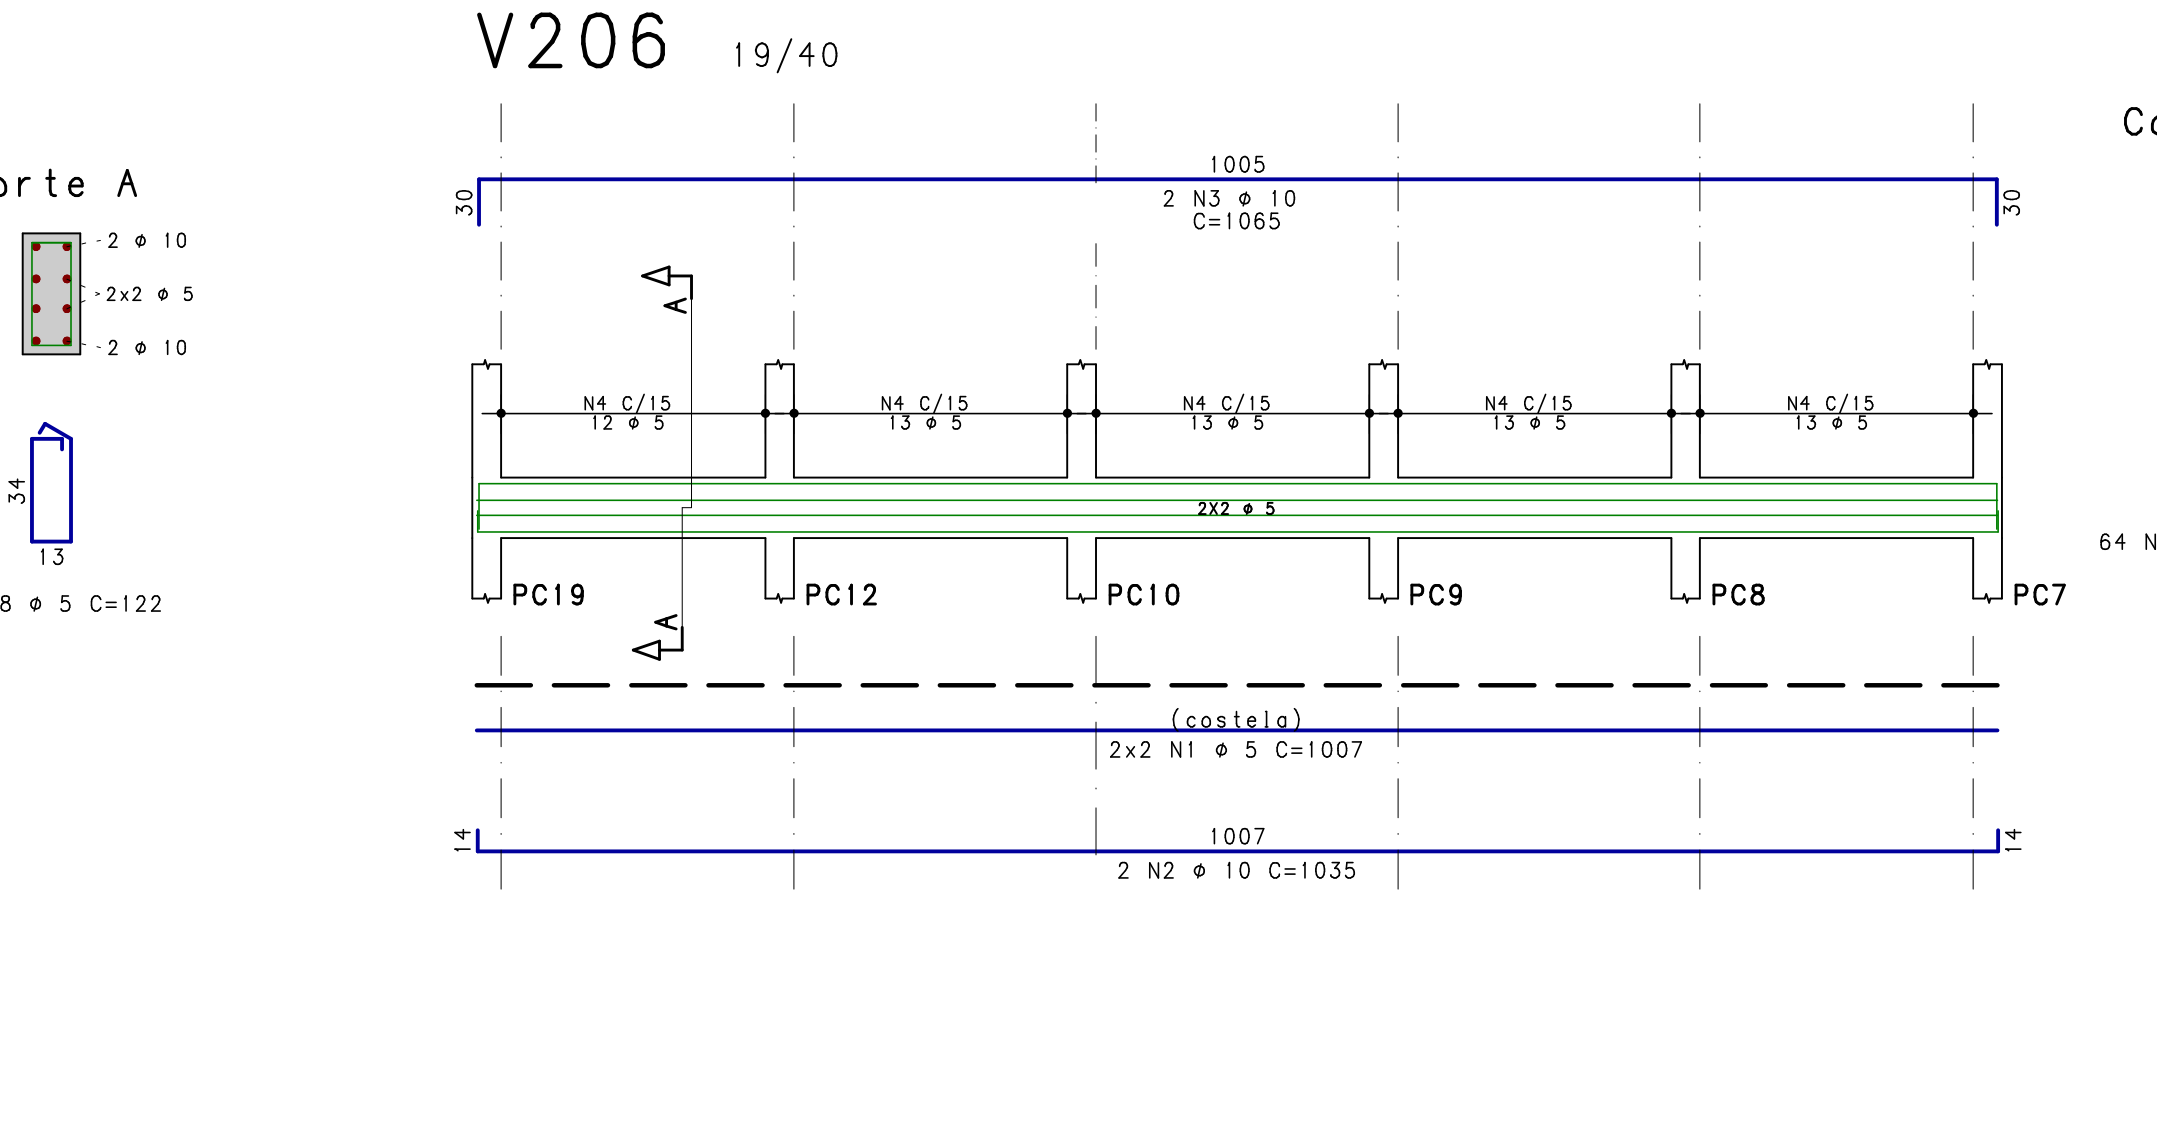 V206 19/40
orte A
2 ø 10
2x2 ø 5
2 ø 10
34
13
8 ø 5 C=122
1005
30
30
2 N3 ø 10
C=1065
A
N4 C/15
12 ø 5
N4 C/15
13 ø 5
N4 C/15
13 ø 5
N4 C/15
13 ø 5
N4 C/15
13 ø 5
2X2 ø 5
PC19
PC12
PC10
PC9
PC8
PC7
A
(costela)
2x2 N1 ø 5 C=1007
1007
14
14
2 N2 ø 10 C=1035
64 N